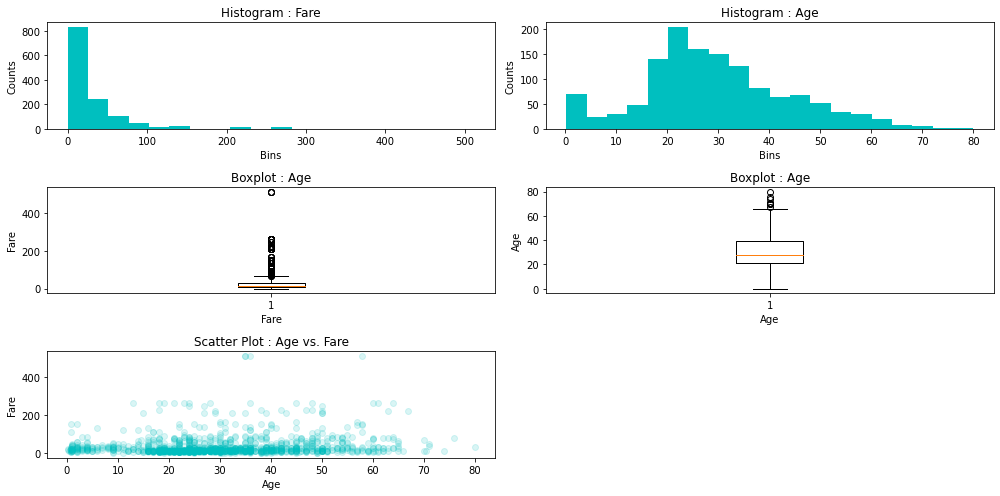 Histogram : Fare
Counts
800
600
400
200
0
0 100 200 300 400 500
Bins
Histogram : Age
Counts
200
150
100
50
0
0 10 20 30 40 50 60 70 80
Bins
Boxplot : Age
Fare
400
200
0
1
Fare
Boxplot : Age
Age
80
60
40
20
0
1
Age
Scatter Plot : Age vs. Fare
Fare
400
200
0
0 10 20 30 40 50 60 70 80
Age